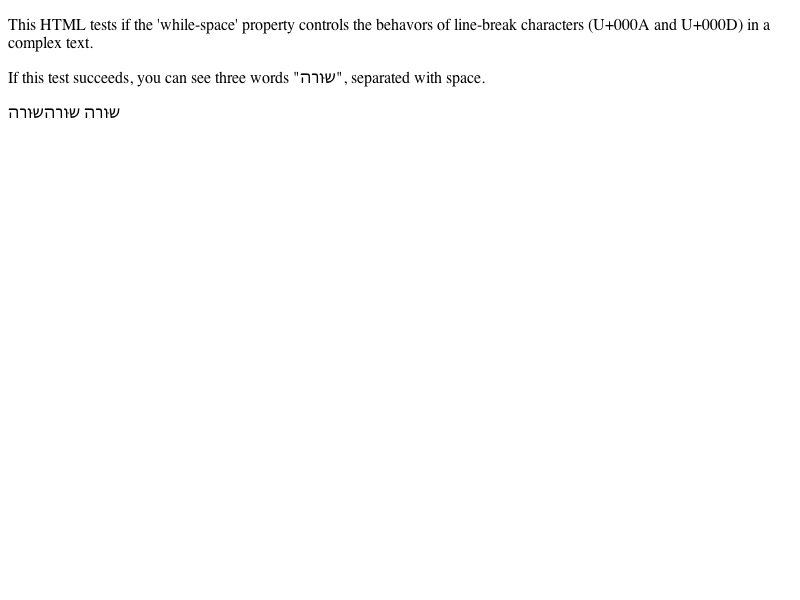 This HTML tests if the 'while-space' property controls the behavors of line-break characters (U+000A and U+000D) in a
complex text.
If this test succeeds, you can see three words "שורה", separated with space.
שורה שורהשורה